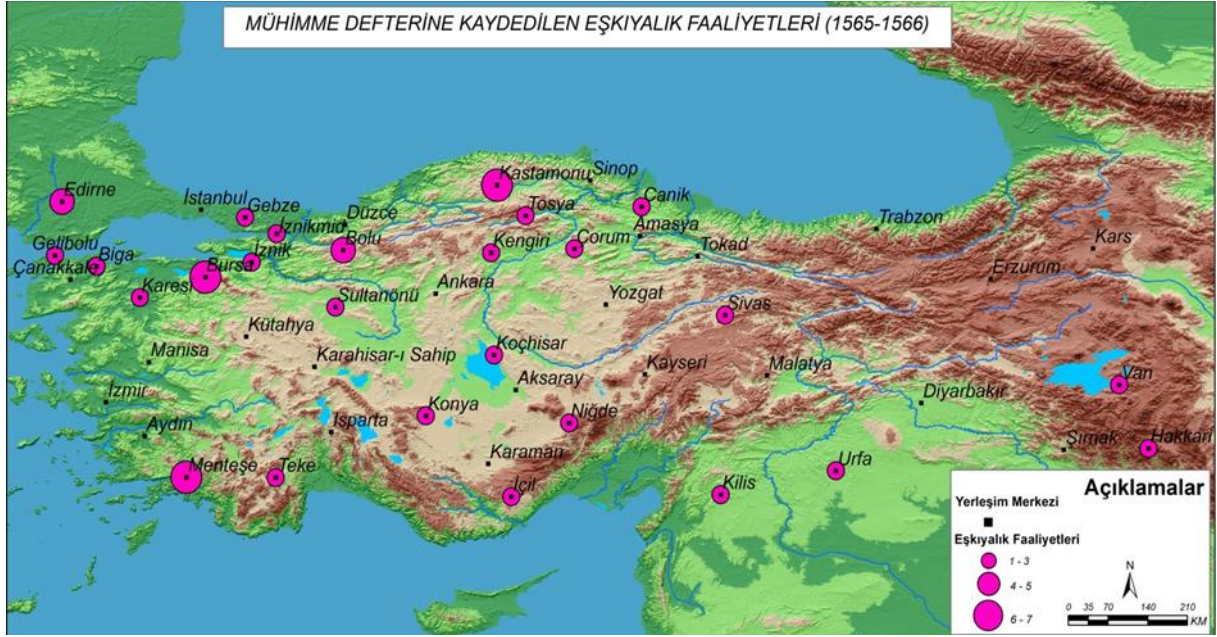 MÜHİMME DEFTERİNE KAYDEDİLEN EŞKIYALIK FAALİYETLERİ (1565-1566)
Sinop
Kastamonu
Edirne
İstanbul
Gebze
Tosya
Canik
Düzce
İznikmid
Trabzon
Amasya
Gelibolu
Biga
İznik
Bolu
Kengiri
Çorum
Tokad
Kars
Çanakkale
Bursa
Karesi
Ankara
Erzurum
Sultanönü
Yozgat
Sivas
Kütahya
Manisa
Karahisar-ı Sahip
Koçhisar
Kayseri
Malatya
Van
Aksaray
Diyarbakır
İzmir
Konya
Niğde
Aydın
Isparta
Şırnak
Hakkari
Karaman
Urfa
Menteşe
Teke
İçil
Kilis
Açıklamalar
Yerleşim Merkezi
Eşkıyalık Faaliyetleri
1 - 3
4 - 5
6 - 7
N
0 35 70 140 210
KM